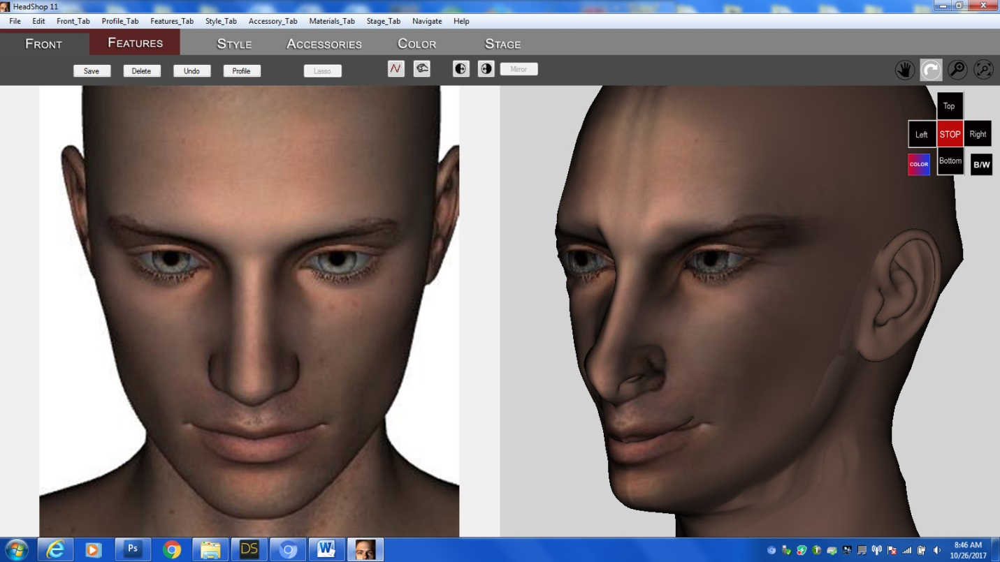 HeadShop 11
File Edit Front_Tab Profile_Tab Features_Tab Style_Tab Accessory_Tab Materials_Tab Stage_Tab Navigate Help
FRONT FEATURES STYLE ACCESSORIES COLOR STAGE
Save Delete Undo Profile Lasso Mirror
Top
Left STOP Right
COLOR Bottom B/W
Ps DS W
8:46 AM
10/26/2017